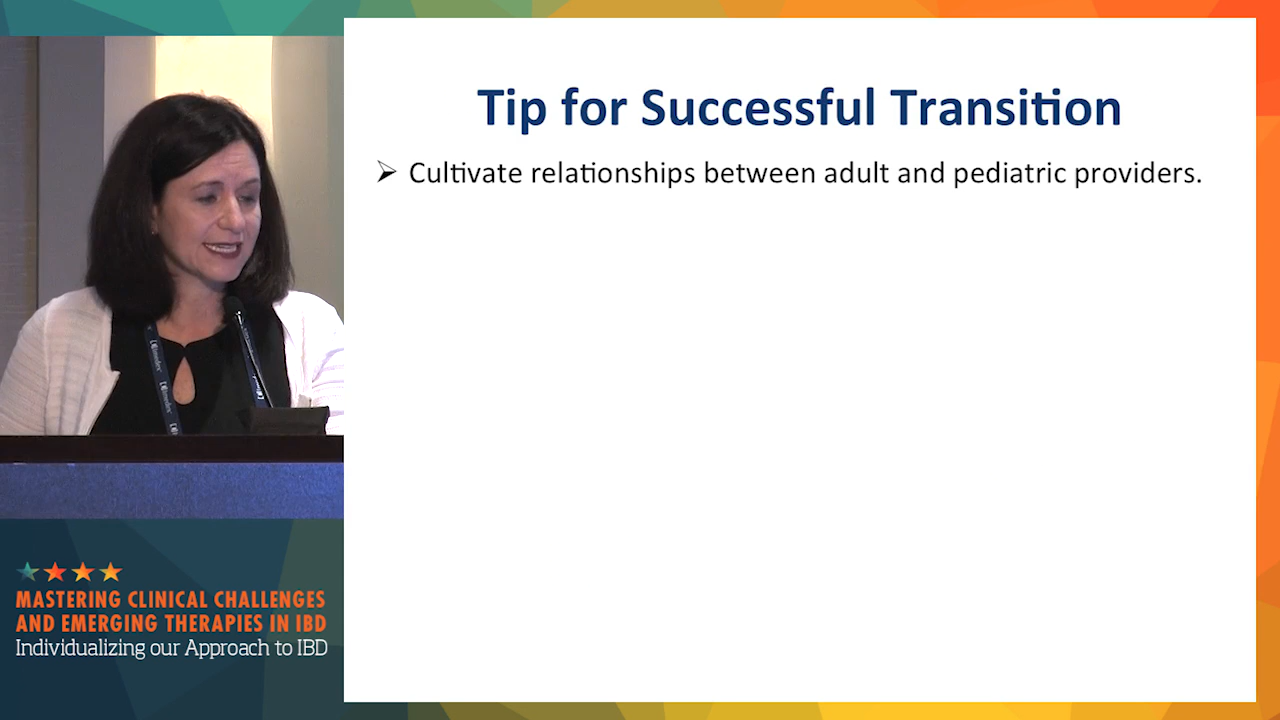 Tip for Successful Transition
➢ Cultivate relationships between adult and pediatric providers.
MASTERING CLINICAL CHALLENGES
AND EMERGING THERAPIES IN IBD
Individualizing our Approach to IBD